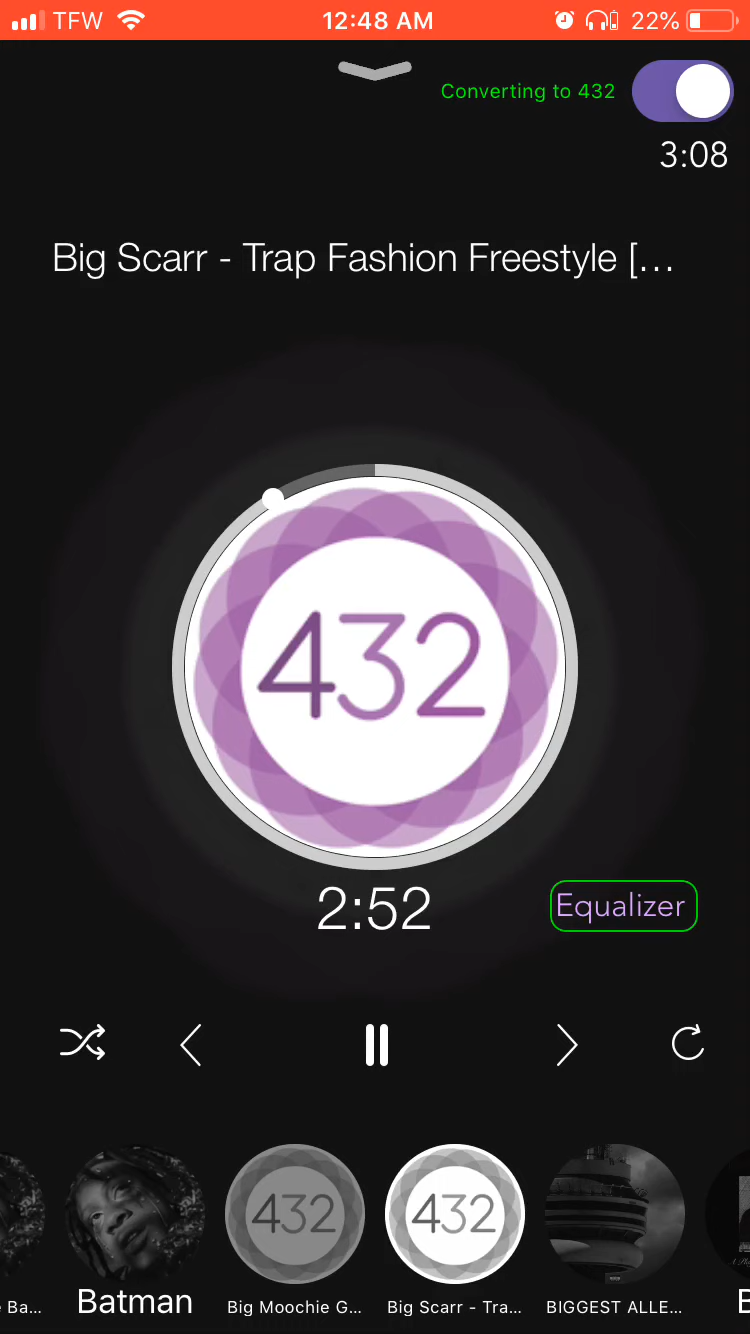 TFW 12:48 AM 22%
Converting to 432
3:08
Big Scarr - Trap Fashion Freestyle [...
432
2:52
Equalizer
432 432
Batman
e Ba... Big Moochie G... Big Scarr - Tra... BIGGEST ALLE...